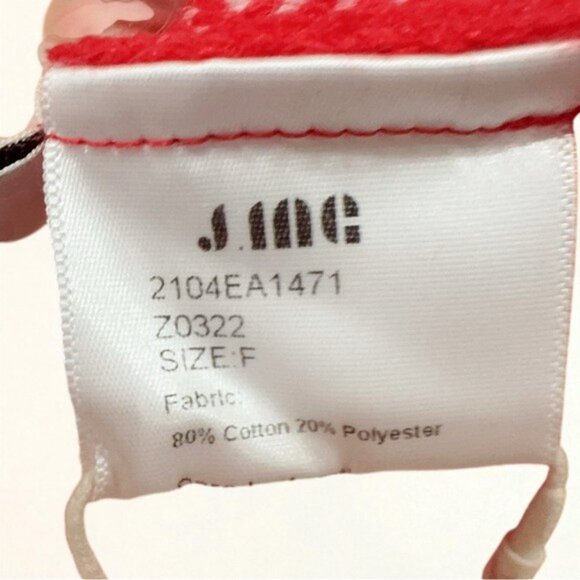 J.ING
2104EA1471
Z0322
SIZE:F
Fabric:
80% Cotton 20% Polyester